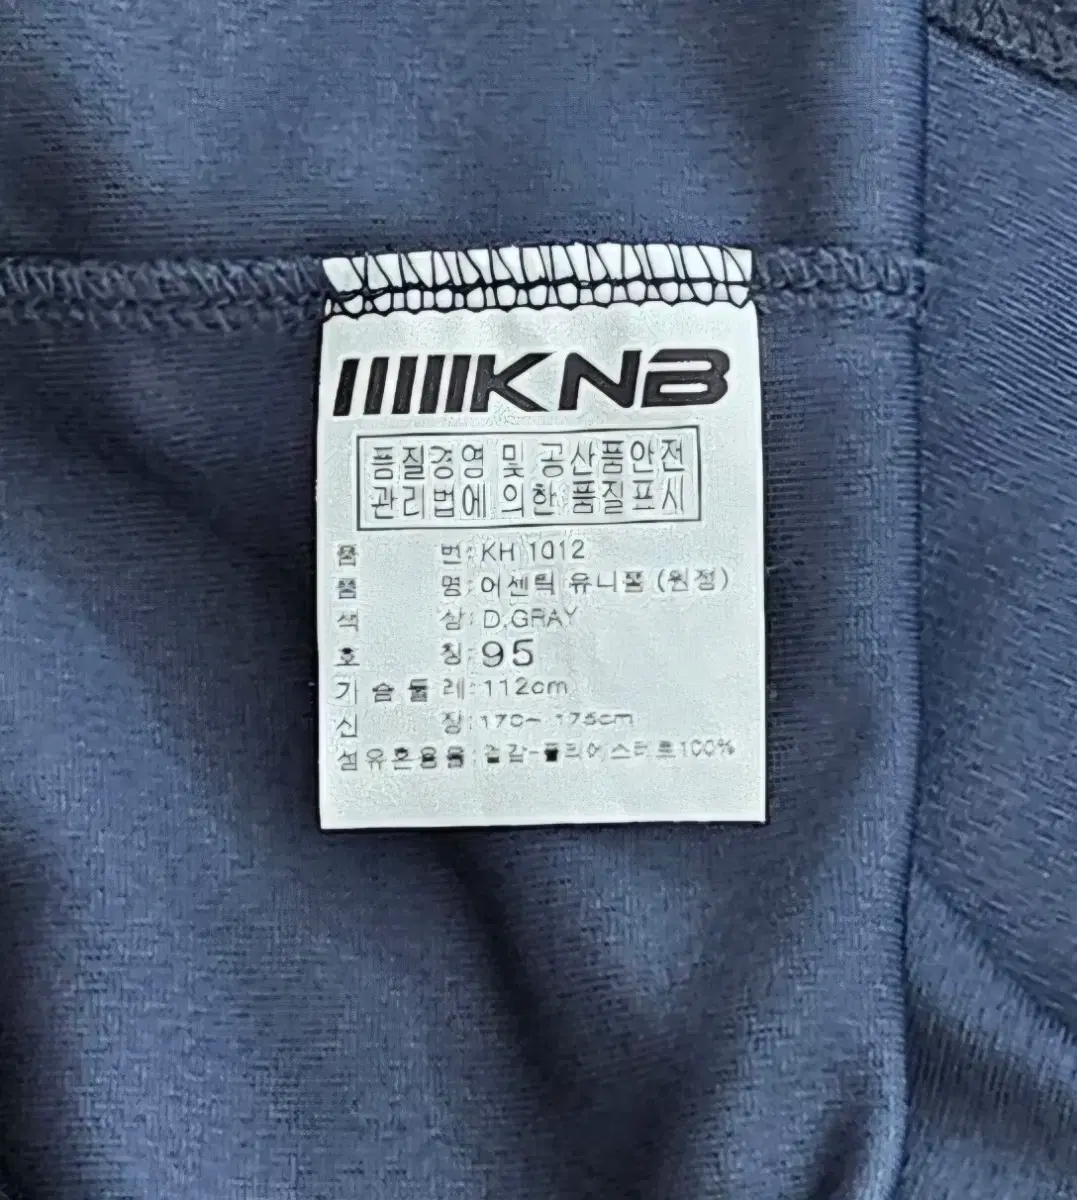 KNB
품질경영 및 공산품안전
관리법에 의한 품질표시
품 번: KH 1012
품 명: 어센틱 유니폼 (원정)
색 상: D.GRAY
호 칭: 95
가 슴 둘 레: 112cm
신 장: 170~ 175cm
섬유혼용율: 겉감-폴리에스터트100%